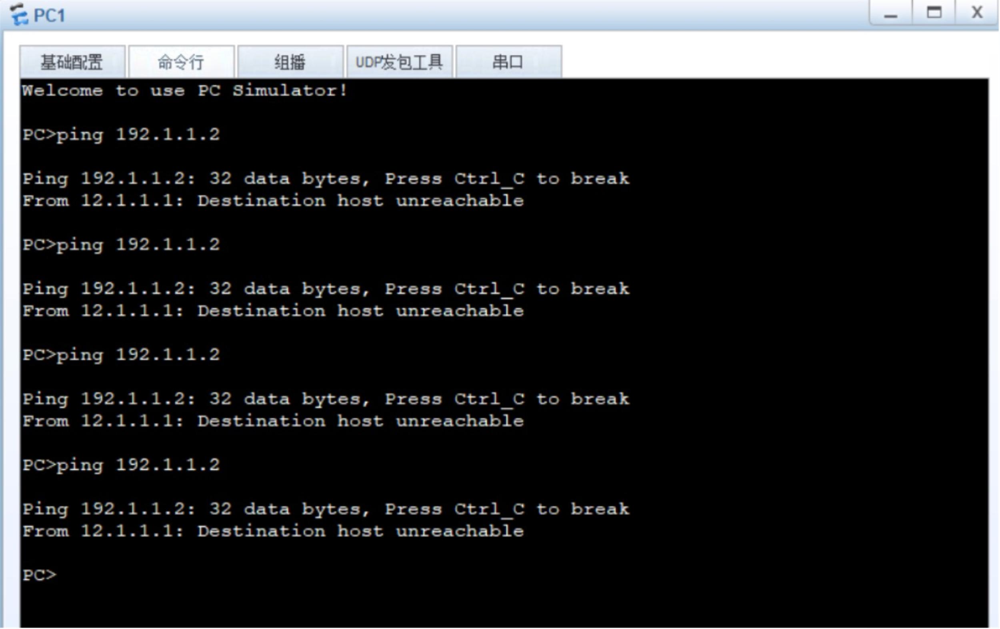 PC1
基础配置 命令行 组播 UDP发包工具 串口
Welcome to use PC Simulator!
PC>ping 192.1.1.2
Ping 192.1.1.2: 32 data bytes, Press Ctrl_C to break
From 12.1.1.1: Destination host unreachable
PC>ping 192.1.1.2
Ping 192.1.1.2: 32 data bytes, Press Ctrl_C to break
From 12.1.1.1: Destination host unreachable
PC>ping 192.1.1.2
Ping 192.1.1.2: 32 data bytes, Press Ctrl_C to break
From 12.1.1.1: Destination host unreachable
PC>ping 192.1.1.2
Ping 192.1.1.2: 32 data bytes, Press Ctrl_C to break
From 12.1.1.1: Destination host unreachable
PC>